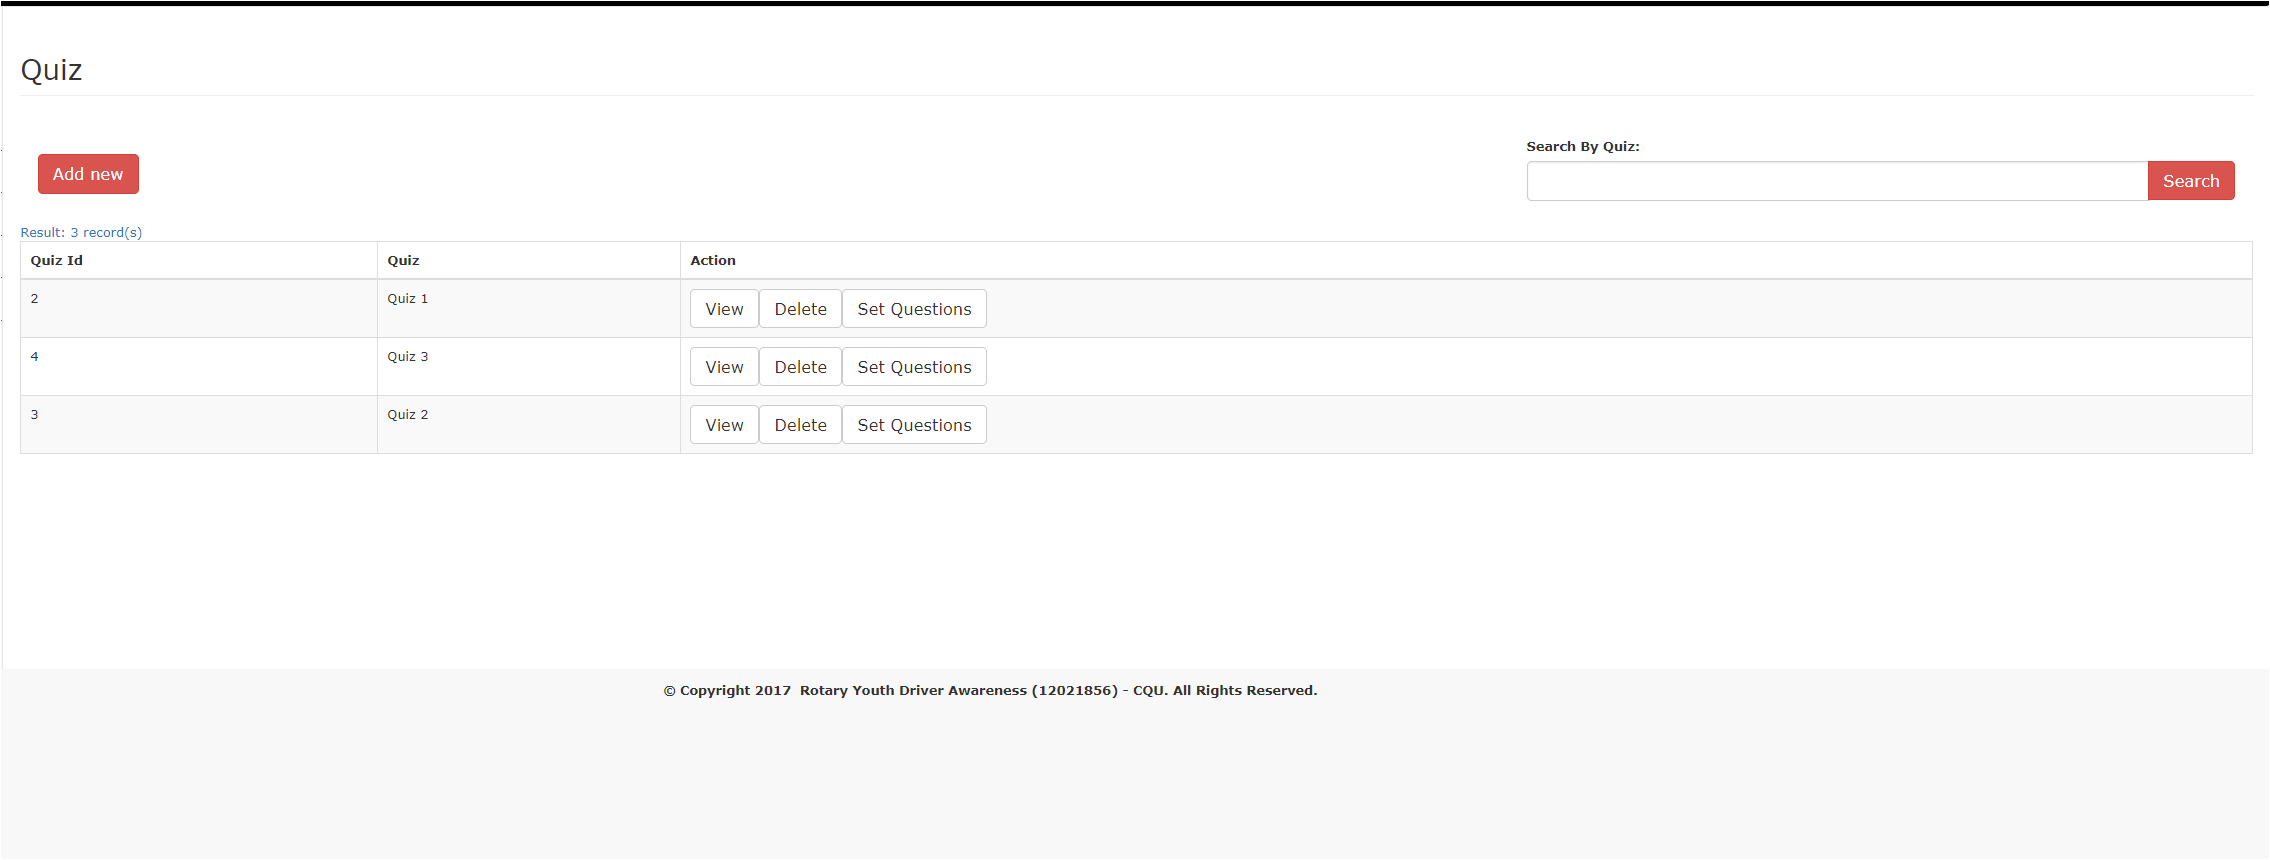 Quiz
Add new
Search By Quiz:
Search
Result: 3 record(s)
Quiz Id Quiz Action
2 Quiz 1 View Delete Set Questions
4 Quiz 3 View Delete Set Questions
3 Quiz 2 View Delete Set Questions
© Copyright 2017 Rotary Youth Driver Awareness (12021856) - CQU. All Rights Reserved.